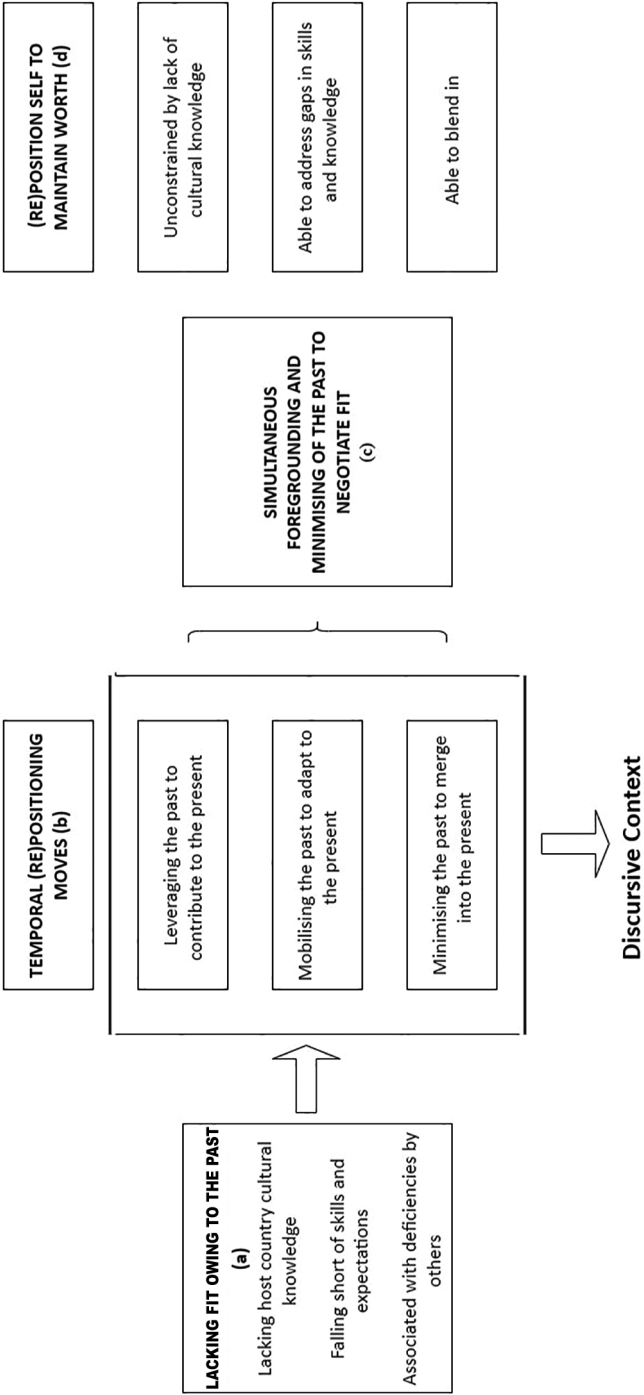 LACKING FIT OWING TO THE PAST
(a)
Lacking host country cultural
knowledge
Falling short of skills and
expectations
Associated with deficiencies by
others
TEMPORAL (RE)POSITIONING
MOVES (b)
Leveraging the past to
contribute to the present
Mobilising the past to adapt to
the present
Minimising the past to merge
into the present
Discursive Context
SIMULTANEOUS
FOREGROUNDING AND
MINIMISING OF THE PAST TO
NEGOTIATE FIT
(c)
(RE)POSITION SELF TO
MAINTAIN WORTH (d)
Unconstrained by lack of
cultural knowledge
Able to address gaps in skills
and knowledge
Able to blend in